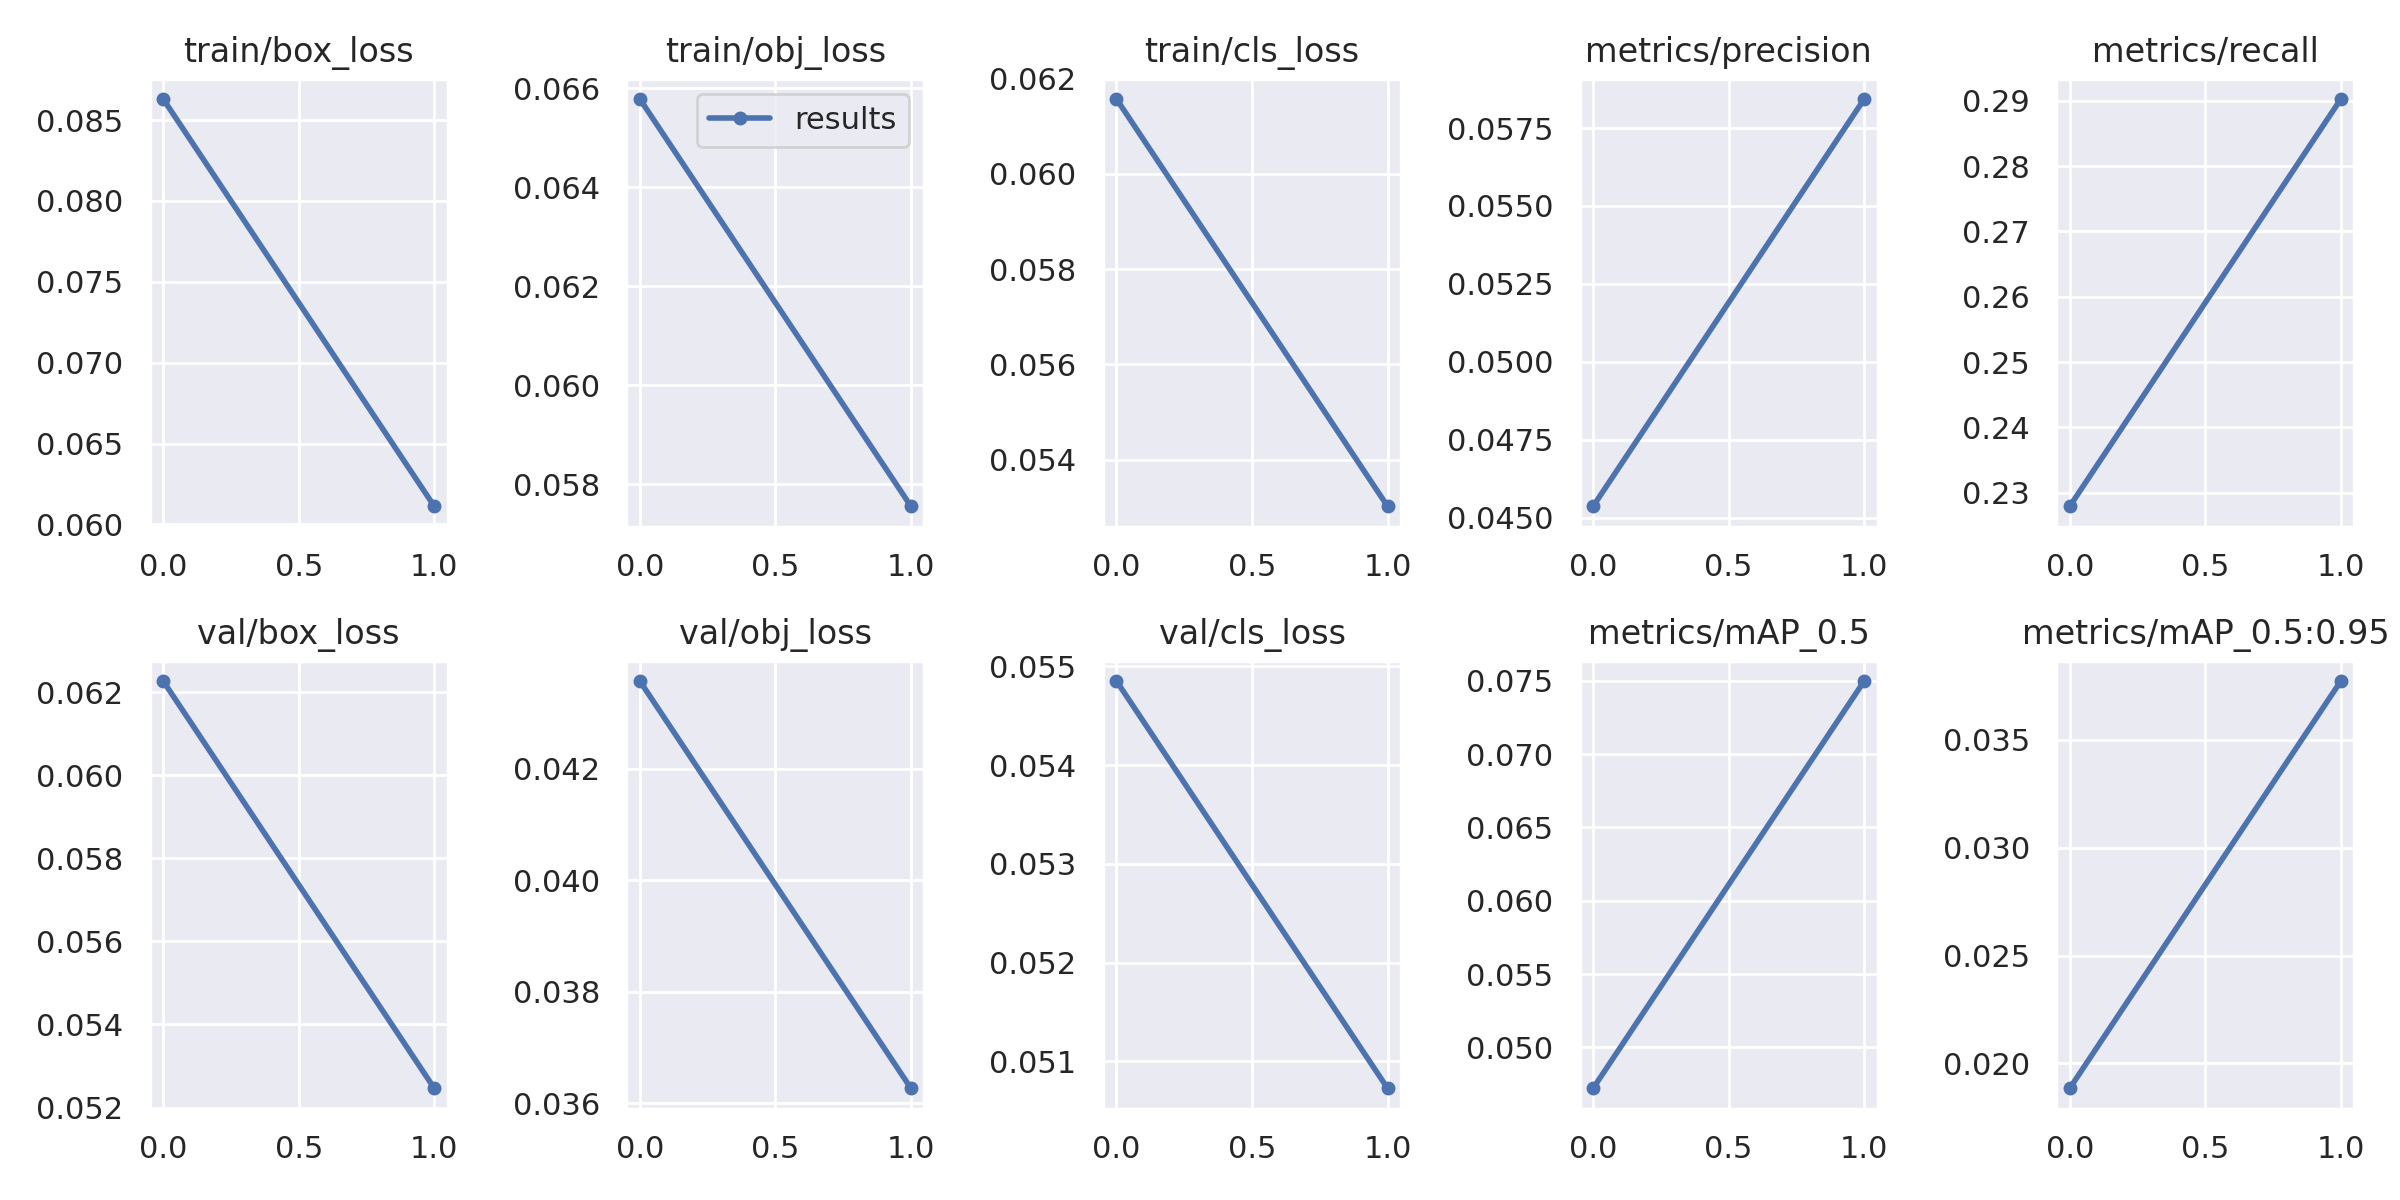 train/box_loss
0.085
0.080
0.075
0.070
0.065
0.060
0.0 0.5 1.0
train/obj_loss
results
0.066
0.064
0.062
0.060
0.058
0.0 0.5 1.0
train/cls_loss
0.062
0.060
0.058
0.056
0.054
0.0 0.5 1.0
metrics/precision
0.0575
0.0550
0.0525
0.0500
0.0475
0.0450
0.0 0.5 1.0
metrics/recall
0.29
0.28
0.27
0.26
0.25
0.24
0.23
0.0 0.5 1.0
val/box_loss
0.062
0.060
0.058
0.056
0.054
0.052
0.0 0.5 1.0
val/obj_loss
0.042
0.040
0.038
0.036
0.0 0.5 1.0
val/cls_loss
0.055
0.054
0.053
0.052
0.051
0.0 0.5 1.0
metrics/mAP_0.5
0.075
0.070
0.065
0.060
0.055
0.050
0.0 0.5 1.0
metrics/mAP_0.5:0.95
0.035
0.030
0.025
0.020
0.0 0.5 1.0